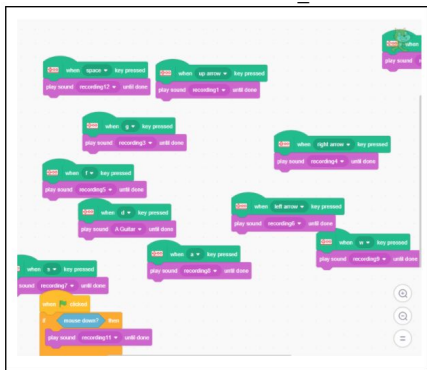 when
play sound
when space key pressed
play sound recording12 until done
when up arrow key pressed
play sound recording1 until done
when g key pressed
play sound recording3 until done
when right arrow key pressed
play sound recording4 until done
when f key pressed
play sound recording5 until done
when d key pressed
play sound A Guitar until done
when left arrow key pressed
play sound until done
when a key pressed
play sound until done
when w key pressed
play sound until done
when s key pressed
sound recording7 until done
when clicked
if mouse down? then
play sound recording11 until done